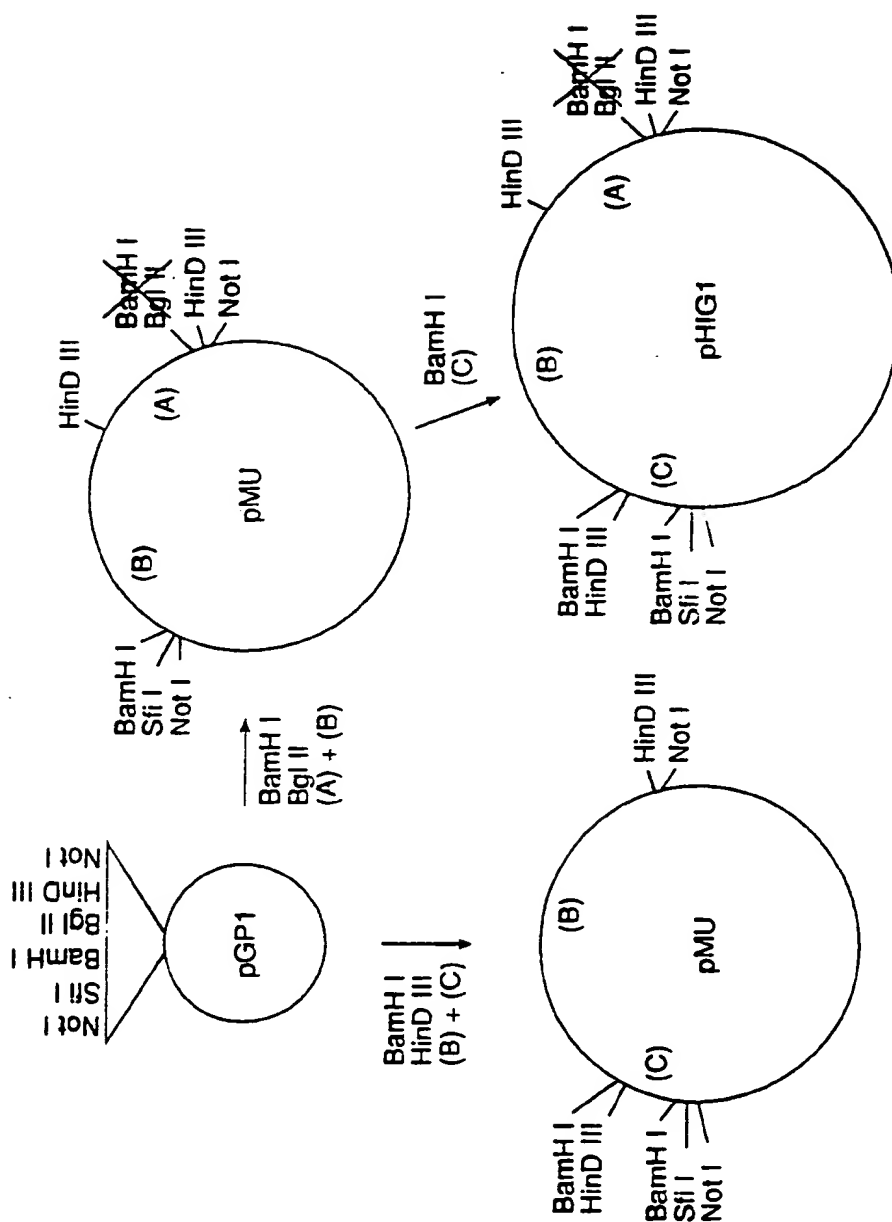 Not I
Sfi I
BamH I
Bgl II
HinD III
Not I
pGP1
BamH I
Bgl II
(A) + (B)
BamH I
Sfi I
Not I
(B)
HinD III
(A)
BamH I
Bgl II
HinD III
Not I
pMU
BamH I
HinD III
(B) + (C)
BamH I
(C)
BamH I
HinD III
BamH I
Sfi I
Not I
(C)
(B)
HinD III
Not I
pMU
BamH I
HinD III
BamH I
Sfi I
Not I
(C)
(B)
HinD III
(A)
BamH I
Bgl II
HinD III
Not I
pHIG1